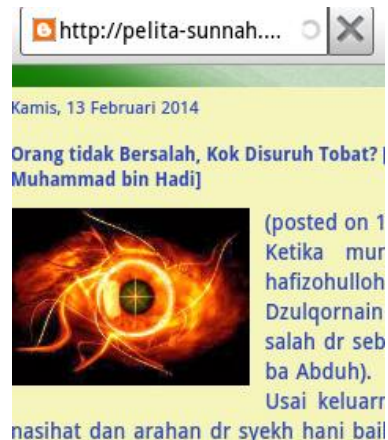 http://pelita-sunnah....
Kamis, 13 Februari 2014
Orang tidak Bersalah, Kok Disuruh Tobat? [
Muhammad bin Hadi]
(posted on 1
Ketika mur
hafizohulloh
Dzulqornain
salah dr seb
ba Abduh).
Usai keluarn
nasihat dan arahan dr syekh hani bail